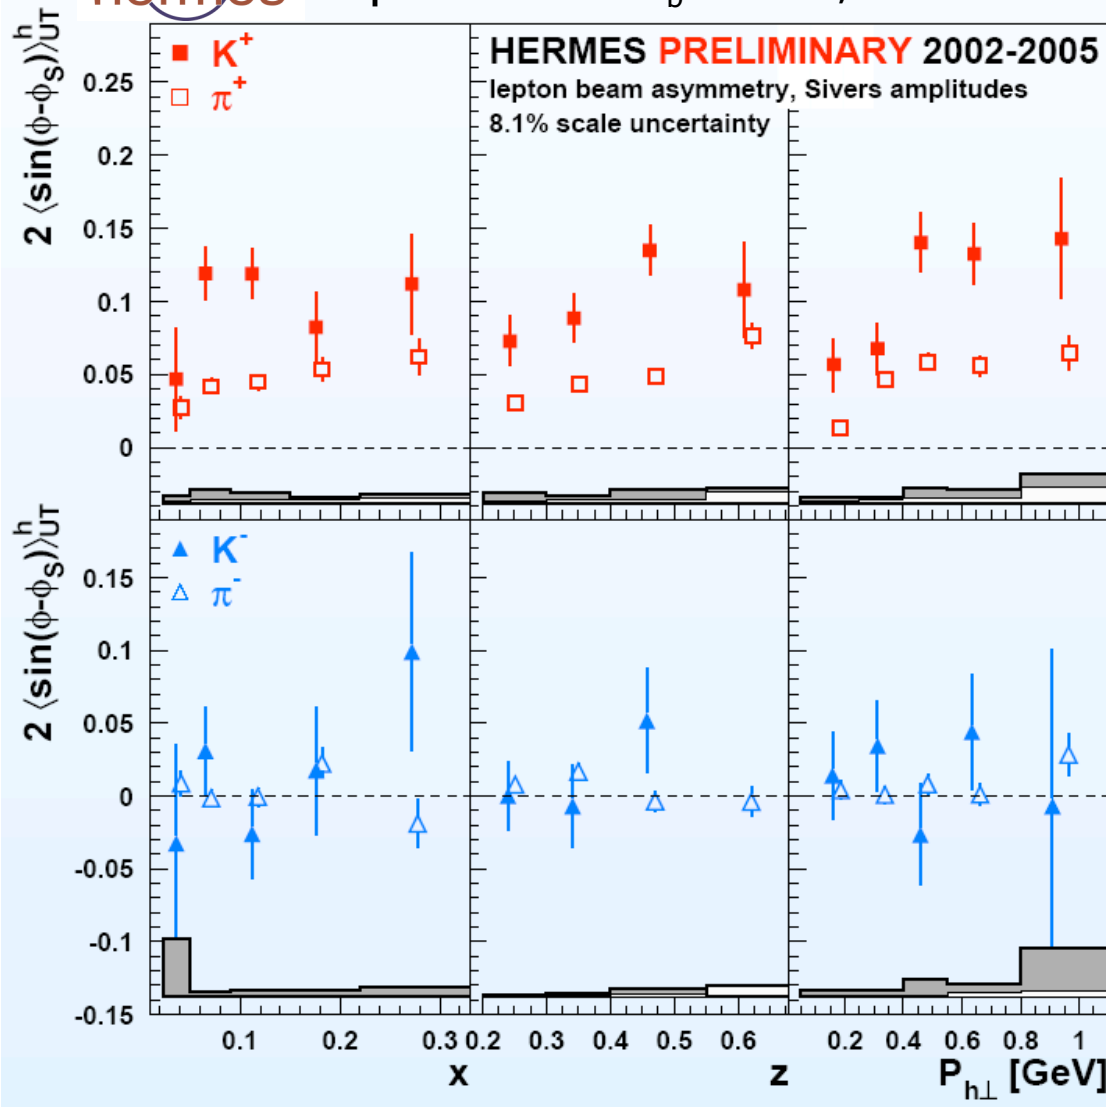 hermes
HERMES PRELIMINARY 2002-2005
lepton beam asymmetry, Sivers amplitudes
8.1% scale uncertainty
K+
π+
2 ⟨sin(ϕ-ϕS)⟩hUT
0.25
0.2
0.15
0.1
0.05
0
K-
π-
2 ⟨sin(ϕ-ϕS)⟩hUT
0.15
0.1
0.05
0
-0.05
-0.1
-0.15
0.1 0.2 0.3 0.2 0.3 0.4 0.5 0.6 0.2 0.4 0.6 0.8 1
x z Ph⊥ [GeV]